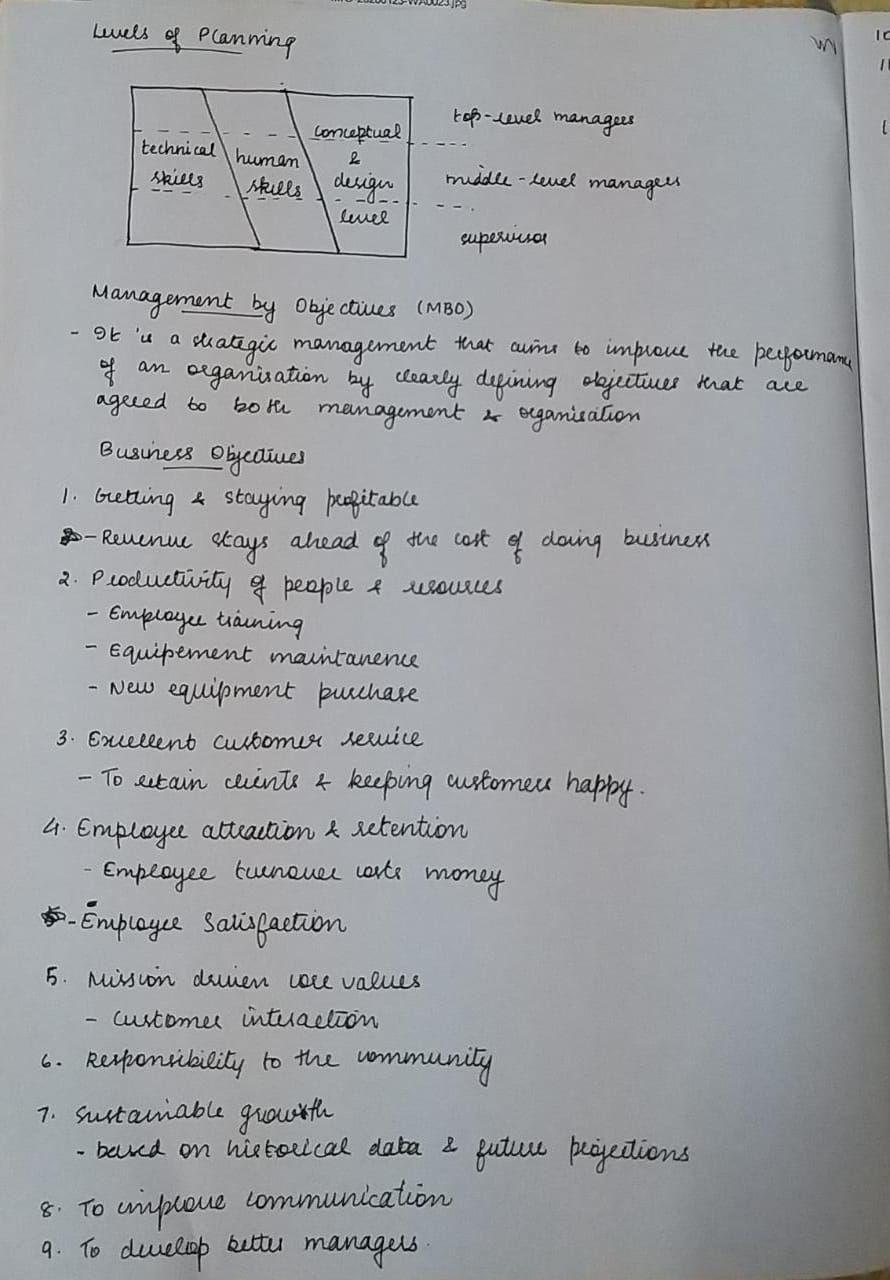 Levels of Planning
technical skills
human skills
conceptual & design level
top-level managers
middle-level managers
supervisor
Management by Objectives (MBO)
- It is a strategic management that aims to improve the performance
of an organisation by clearly defining objectives that are
agreed to both management & organisation
Business Objectives
1. Getting & staying profitable
- Revenue stays ahead of the cost of doing business
2. Productivity of people & resources
- Employee training
- Equipement maintanence
- New equipment purchase
3. Excellent customer service
- To retain clients & keeping customers happy.
4. Employee attraction & retention
- Employee turnover costs money
- Employee Satisfaction
5. Mission driven core values
- Customer interaction
6. Responsibility to the community
7. Sustainable growth
- based on historical data & future projections
8. To improve communication
9. To develop better managers.